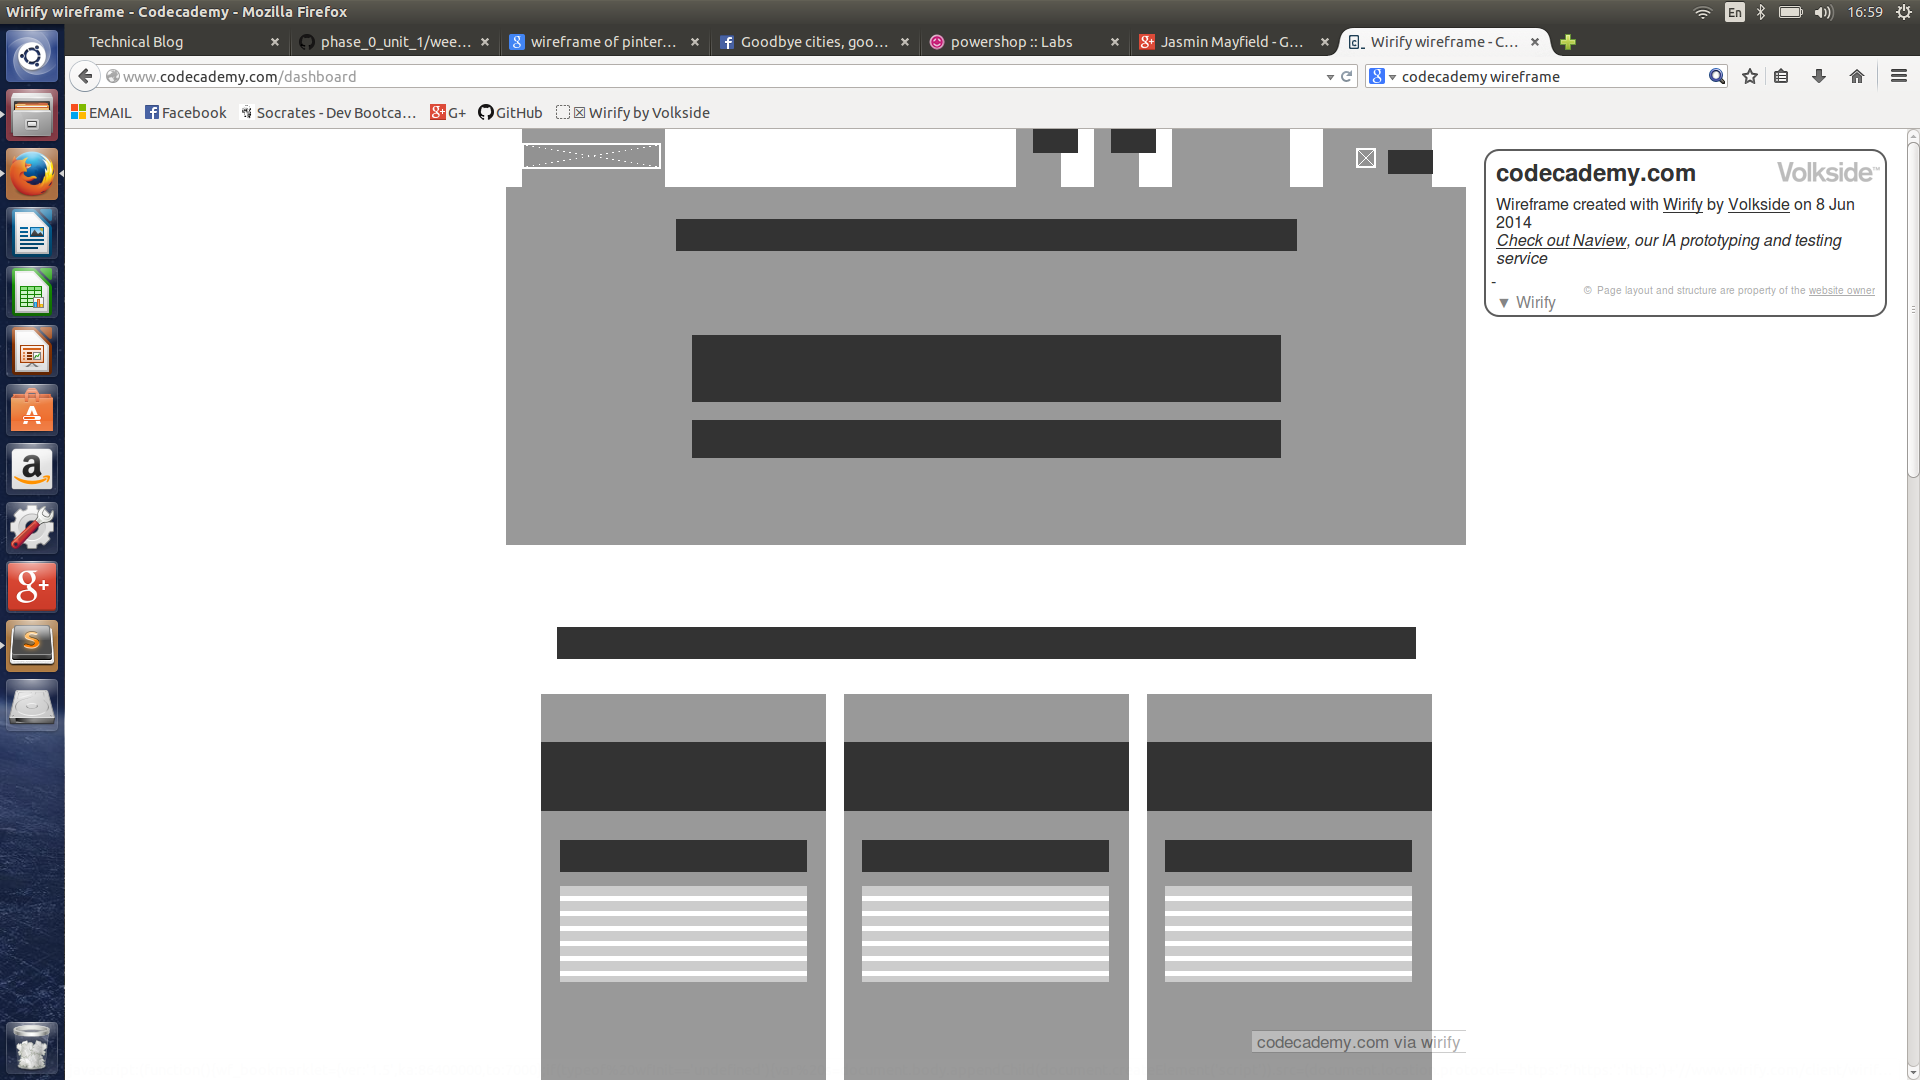 Wirify wireframe - Codecademy - Mozilla Firefox
En
16:59
Technical Blog
phase_0_unit_1/wee...
wireframe of pinter...
Goodbye cities, goo...
powershop :: Labs
Jasmin Mayfield - G...
Wirify wireframe - C...
www.codecademy.com/dashboard
codecademy wireframe
EMAIL
Facebook
Socrates - Dev Bootca...
G+
GitHub
Wirify by Volkside
codecademy.com
Volkside™
Wireframe created with Wirify by Volkside on 8 Jun
2014
Check out Naview, our IA prototyping and testing
service
-
© Page layout and structure are property of the website owner
▼ Wirify
codecademy.com via wirify